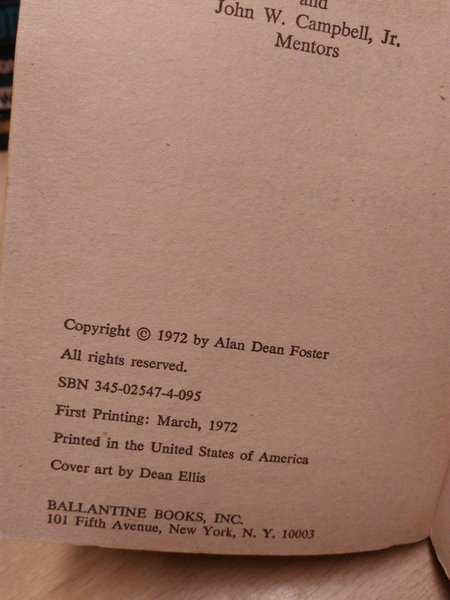 and
John W. Campbell, Jr.
Mentors
Copyright © 1972 by Alan Dean Foster
All rights reserved.
SBN 345-02547-4-095
First Printing: March, 1972
Printed in the United States of America
Cover art by Dean Ellis
BALLANTINE BOOKS, INC.
101 Fifth Avenue, New York, N. Y. 10003